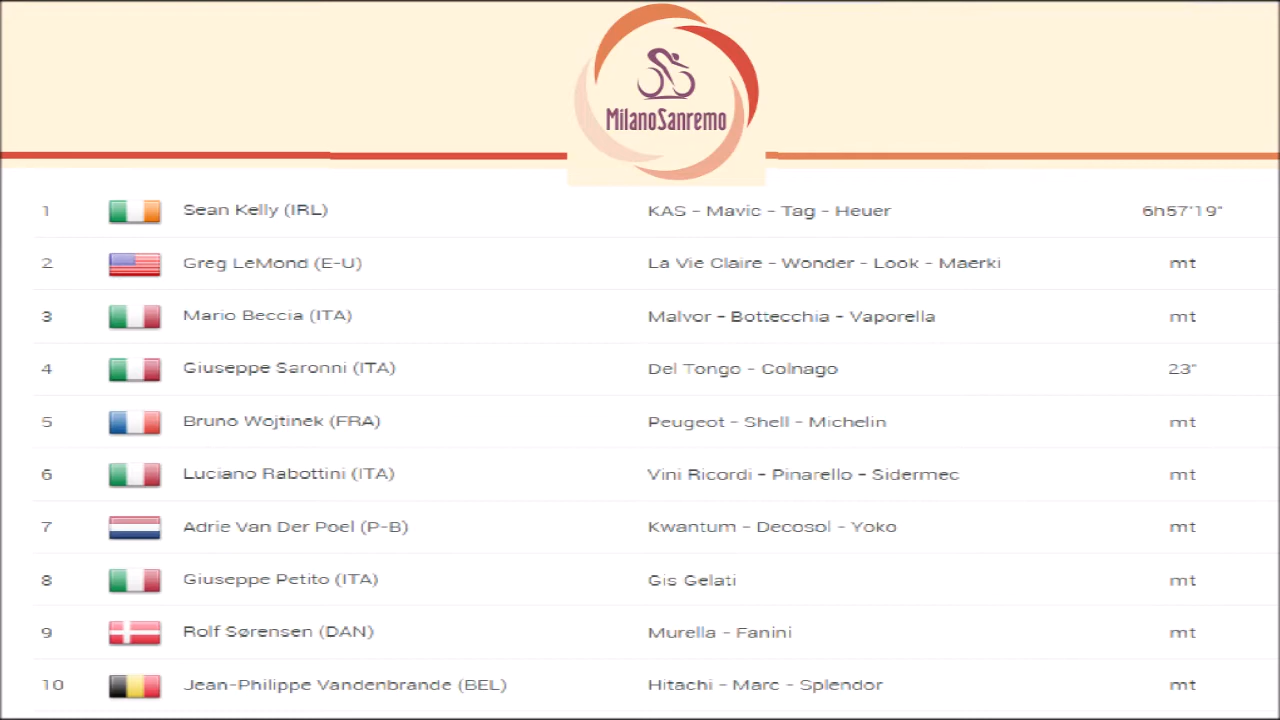 MilanoSanremo
1 Sean Kelly (IRL) KAS - Mavic - Tag - Heuer 6h57'19"
2 Greg LeMond (E-U) La Vie Claire - Wonder - Look - Maerki mt
3 Mario Beccia (ITA) Malvor - Bottecchia - Vaporella mt
4 Giuseppe Saronni (ITA) Del Tongo - Colnago 23"
5 Bruno Wojtinek (FRA) Peugeot - Shell - Michelin mt
6 Luciano Rabottini (ITA) Vini Ricordi - Pinarello - Sidermec mt
7 Adrie Van Der Poel (P-B) Kwantum - Decosol - Yoko mt
8 Giuseppe Petito (ITA) Gis Gelati mt
9 Rolf Sørensen (DAN) Murella - Fanini mt
10 Jean-Philippe Vandenbrande (BEL) Hitachi - Marc - Splendor mt